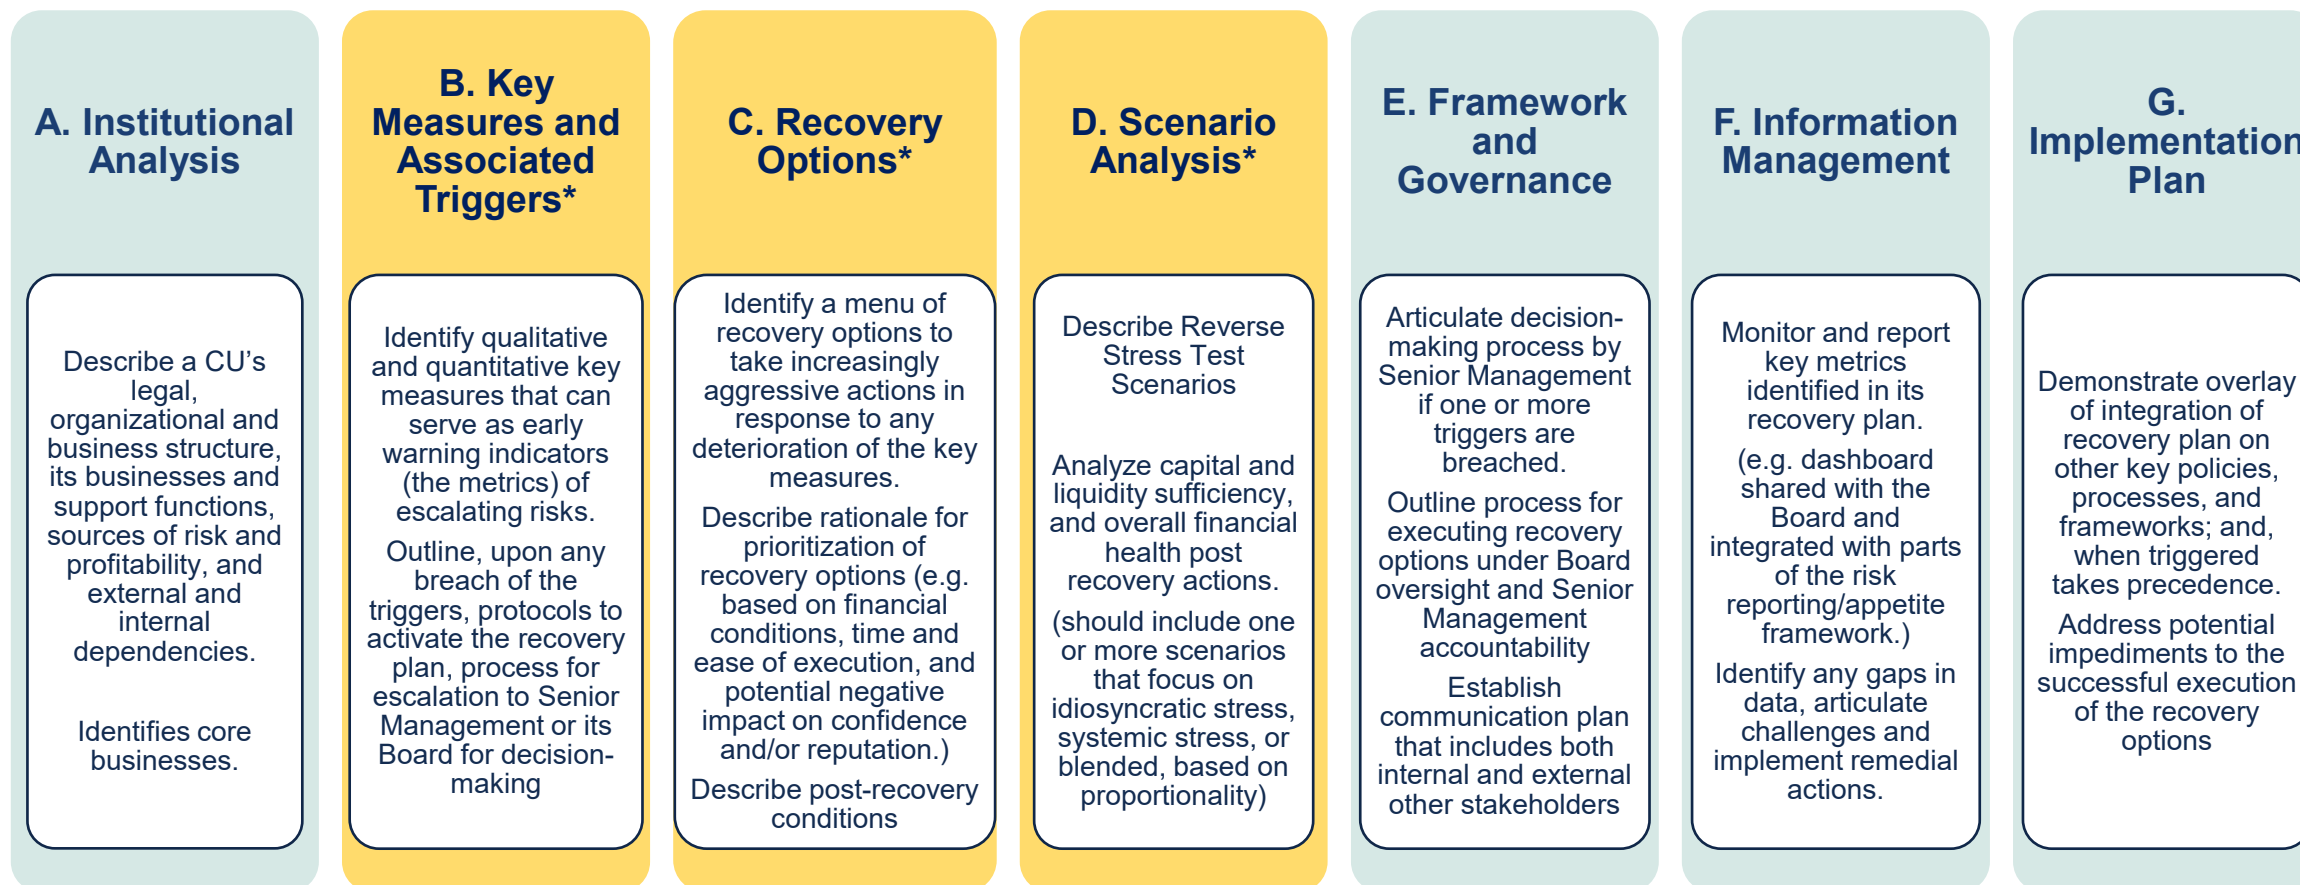 A. Institutional
Analysis
Describe a CU’s
legal,
organizational and
business structure,
its businesses and
support functions,
sources of risk and
profitability, and
external and
internal
dependencies.
Identifies core
businesses.
B. Key
Measures and
Associated
Triggers*
Identify qualitative
and quantitative key
measures that can
serve as early
warning indicators
(the metrics) of
escalating risks.
Outline, upon any
breach of the
triggers, protocols to
activate the recovery
plan, process for
escalation to Senior
Management or its
Board for decision-
making
C. Recovery
Options*
Identify a menu of
recovery options to
take increasingly
aggressive actions in
response to any
deterioration of the key
measures.
Describe rationale for
prioritization of
recovery options (e.g.
based on financial
conditions, time and
ease of execution, and
potential negative
impact on confidence
and/or reputation.)
Describe post-recovery
conditions
D. Scenario
Analysis*
Describe Reverse
Stress Test
Scenarios
Analyze capital and
liquidity sufficiency,
and overall financial
health post
recovery actions.
(should include one
or more scenarios
that focus on
idiosyncratic stress,
systemic stress, or
blended, based on
proportionality)
E. Framework
and
Governance
Articulate decision-
making process by
Senior Management
if one or more
triggers are
breached.
Outline process for
executing recovery
options under Board
oversight and Senior
Management
accountability
Establish
communication plan
that includes both
internal and external
other stakeholders
F. Information
Management
Monitor and report
key metrics
identified in its
recovery plan.
(e.g. dashboard
shared with the
Board and
integrated with parts
of the risk
reporting/appetite
framework.)
Identify any gaps in
data, articulate
challenges and
implement remedial
actions.
G.
Implementation
Plan
Demonstrate overlay
of integration of
recovery plan on
other key policies,
processes, and
frameworks; and,
when triggered
takes precedence.
Address potential
impediments to the
successful execution
of the recovery
options